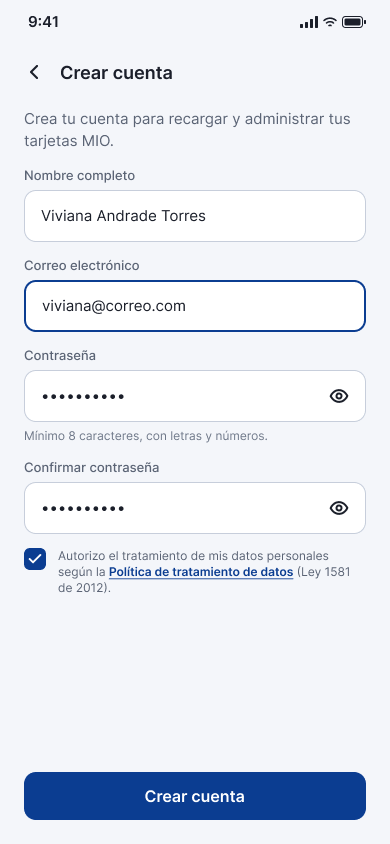 9:41
Crear cuenta
Crea tu cuenta para recargar y administrar tus
tarjetas MIO.
Nombre completo
Viviana Andrade Torres
Correo electrónico
viviana@correo.com
Contraseña
••••••••••
Mínimo 8 caracteres, con letras y números.
Confirmar contraseña
••••••••••
Autorizo el tratamiento de mis datos personales
según la Política de tratamiento de datos (Ley 1581
de 2012).
Crear cuenta